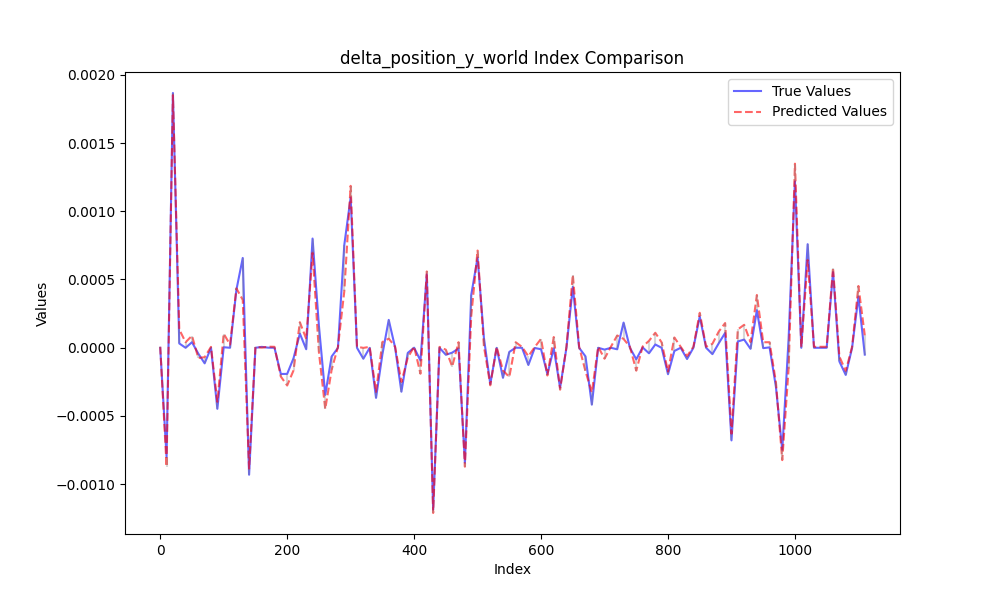 delta_position_y_world Index Comparison
True Values
Predicted Values
Values
0.0020
0.0015
0.0010
0.0005
0.0000
−0.0005
−0.0010
0 200 400 600 800 1000
Index